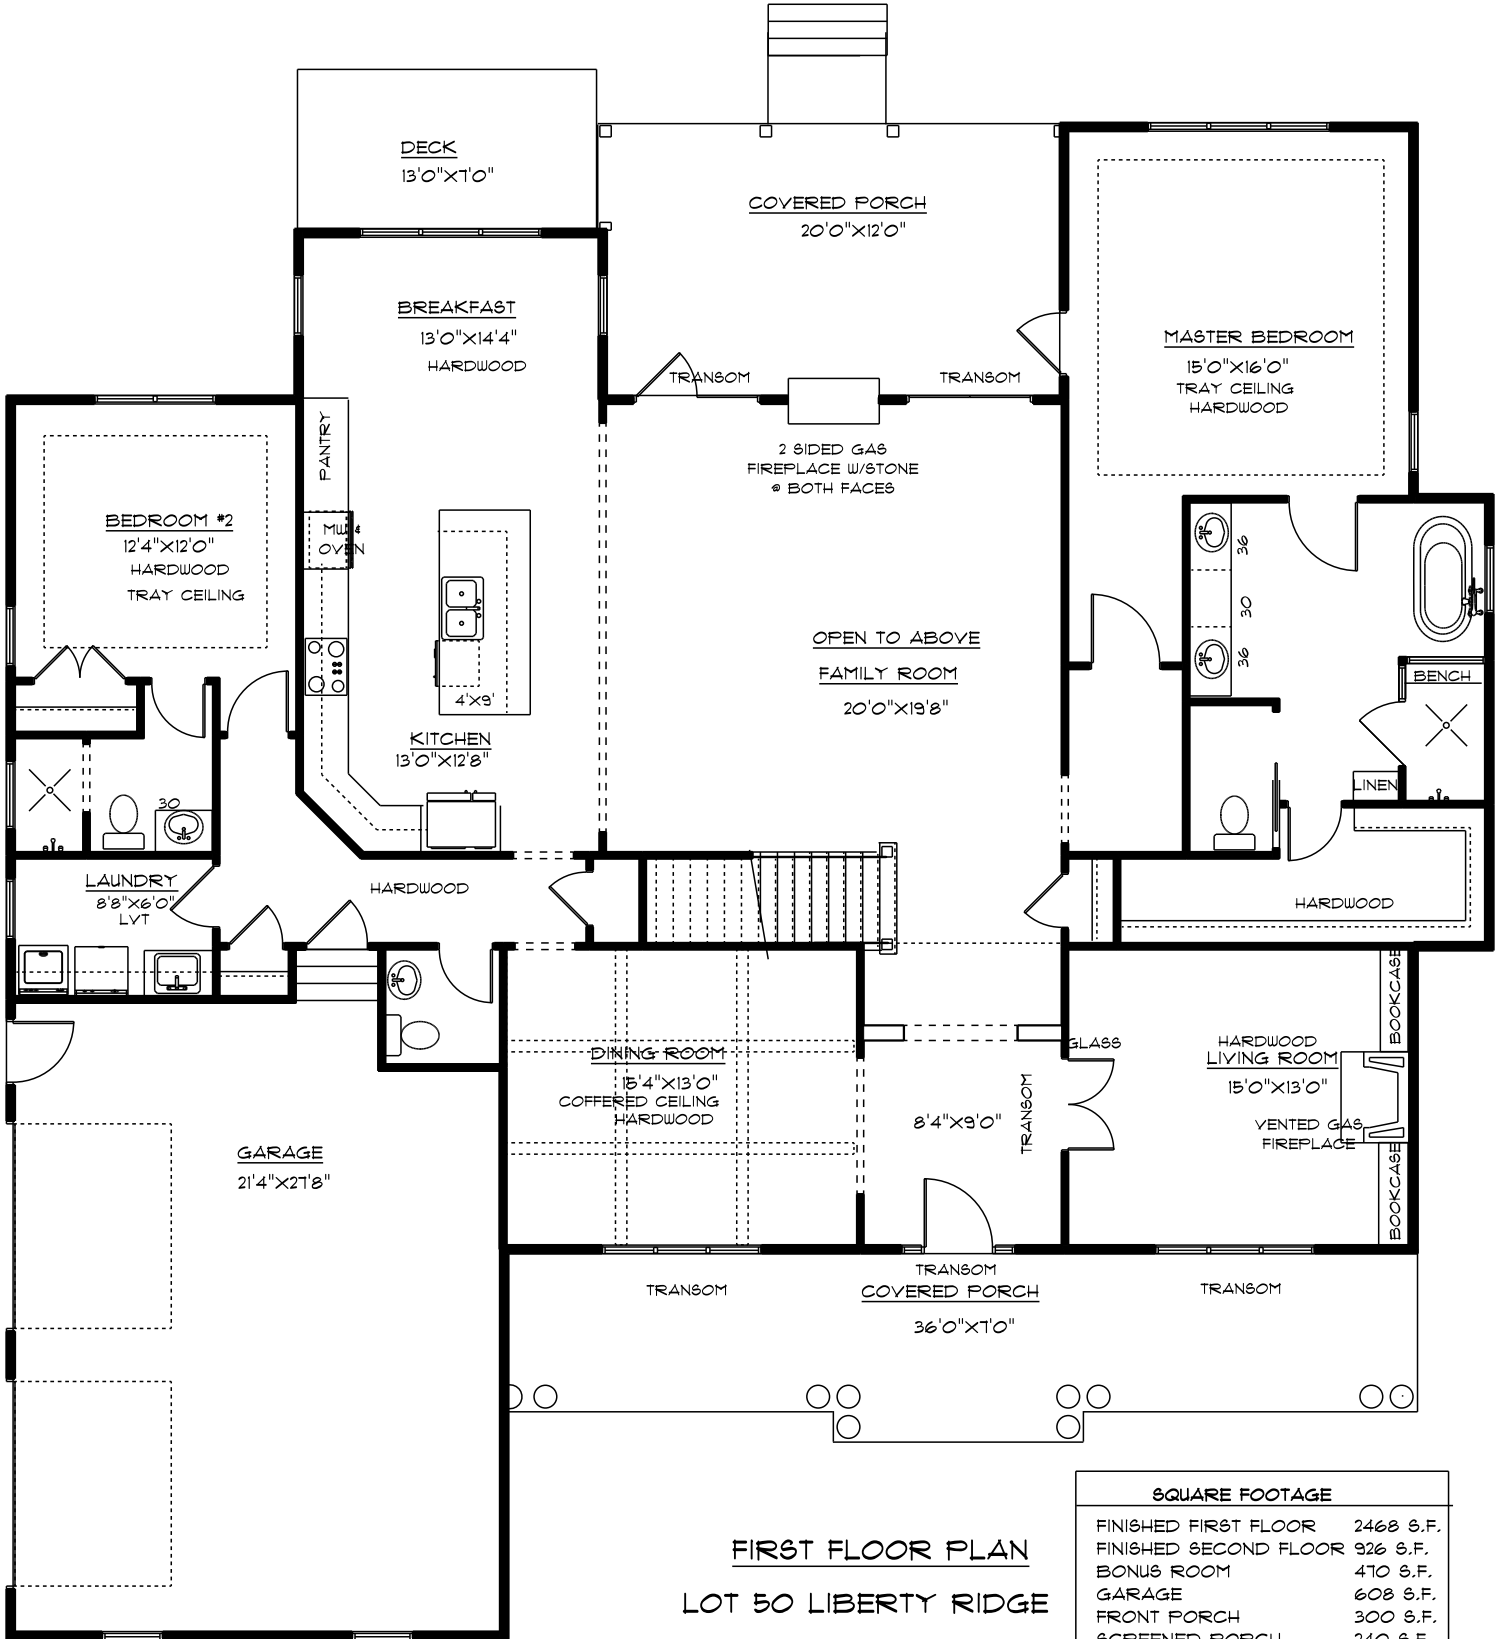 DECK
13'0"X7'0"
COVERED PORCH
20'0"X12'0"
BREAKFAST
13'0"X14'4"
HARDWOOD
TRANSOM
TRANSOM
MASTER BEDROOM
15'0"X16'0"
TRAY CEILING
HARDWOOD
PANTRY
2 SIDED GAS
FIREPLACE W/STONE
@ BOTH FACES
BEDROOM #2
12'4"X12'0"
HARDWOOD
TRAY CEILING
MW &
OVEN
36
30
36
OPEN TO ABOVE
FAMILY ROOM
20'0"X19'8"
4'X9'
KITCHEN
13'0"X12'8"
BENCH
LINEN
30
LAUNDRY
8'8"X6'0"
LVT
HARDWOOD
HARDWOOD
BOOKCASE
GLASS
HARDWOOD
LIVING ROOM
15'0"X13'0"
VENTED GAS
FIREPLACE
BOOKCASE
DINING ROOM
15'4"X13'0"
COFFERED CEILING
HARDWOOD
8'4"X9'0"
TRANSOM
GARAGE
21'4"X27'8"
TRANSOM
TRANSOM
COVERED PORCH
36'0"X7'0"
TRANSOM
FIRST FLOOR PLAN
LOT 50 LIBERTY RIDGE
SQUARE FOOTAGE
FINISHED FIRST FLOOR 2468 S.F.
FINISHED SECOND FLOOR 926 S.F.
BONUS ROOM 470 S.F.
GARAGE 608 S.F.
FRONT PORCH 300 S.F.
SCREENED PORCH 240 S.F.